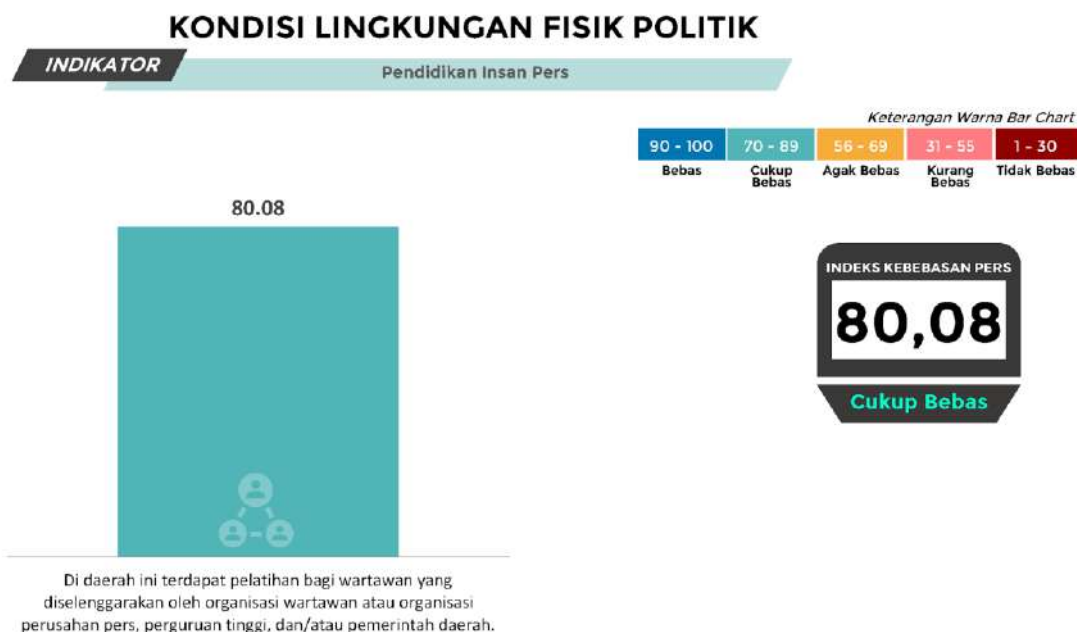 KONDISI LINGKUNGAN FISIK POLITIK
INDIKATOR
Pendidikan Insan Pers
Keterangan Warna Bar Chart
90 - 100 70 - 89 56 - 69 31 - 55 1 - 30
Bebas Cukup Bebas Agak Bebas Kurang Bebas Tidak Bebas
80.08
INDEKS KEBEBASAN PERS
80,08
Cukup Bebas
Di daerah ini terdapat pelatihan bagi wartawan yang
diselenggarakan oleh organisasi wartawan atau organisasi
perusahan pers, perguruan tinggi, dan/atau pemerintah daerah.